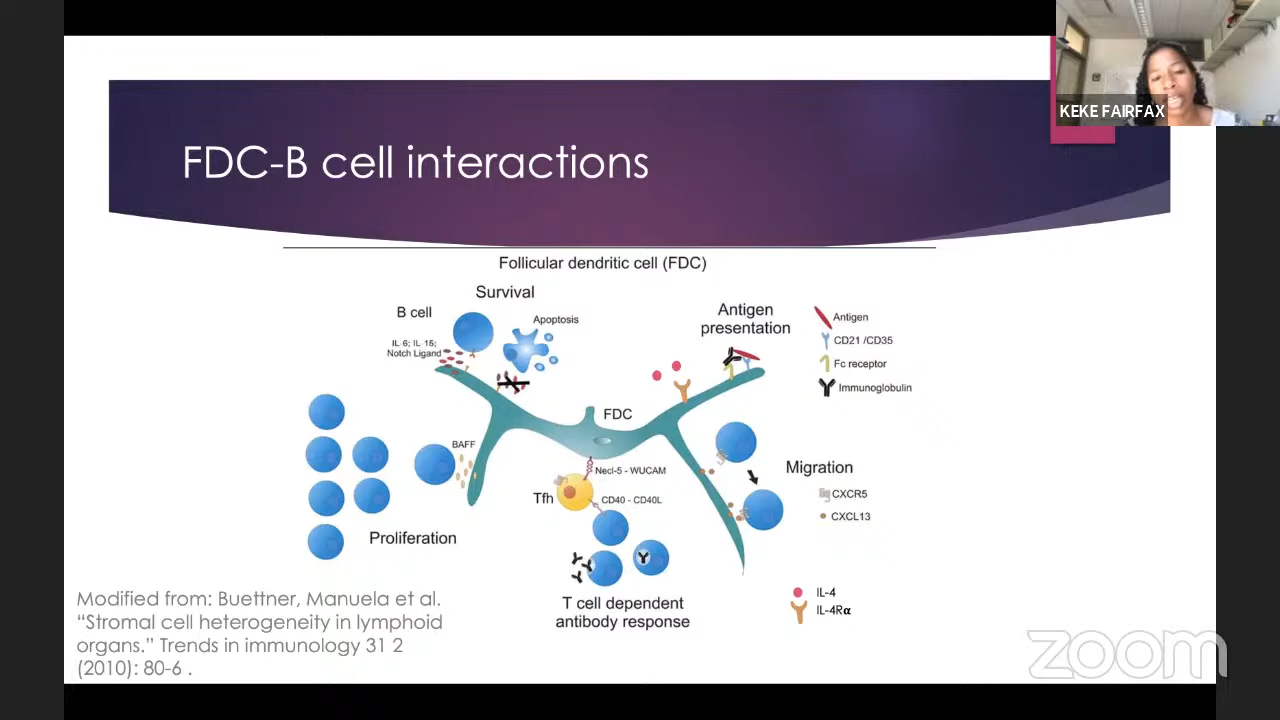 KEKE FAIRFAX
FDC-B cell interactions
Follicular dendritic cell (FDC)
Survival
B cell
Apoptosis
IL-6; IL-15;
Notch Ligand
Antigen
presentation
Antigen
CD21 /CD35
Fc receptor
Immunoglobulin
FDC
BAFF
Necl-5 - WUCAM
Tfh
CD40 - CD40L
Migration
CXCR5
CXCL13
Proliferation
T cell dependent
antibody response
IL-4
IL-4Rα
Modified from: Buettner, Manuela et al.
“Stromal cell heterogeneity in lymphoid
organs.” Trends in immunology 31 2
(2010): 80-6 .
zoom